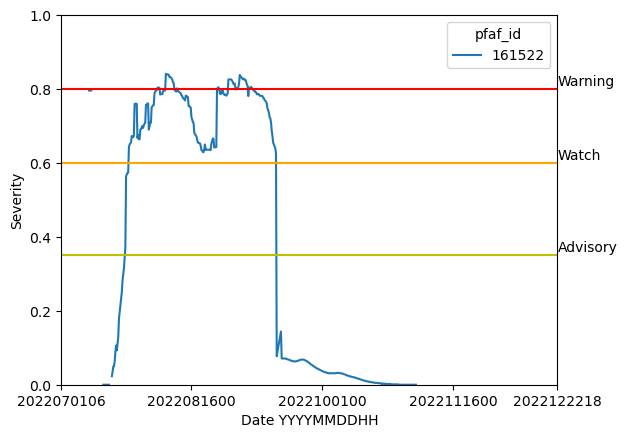 pfaf_id
161522
1.0
0.8
0.6
0.4
0.2
0.0
Severity
Warning
Watch
Advisory
2022070106
2022081600
2022100100
2022111600
2022122218
Date YYYYMMDDHH